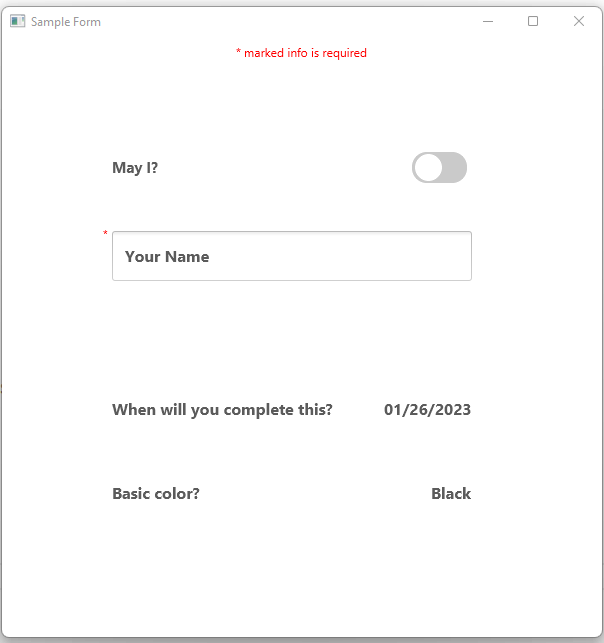 Sample Form
* marked info is required
May I?
*
Your Name
When will you complete this? 01/26/2023
Basic color? Black